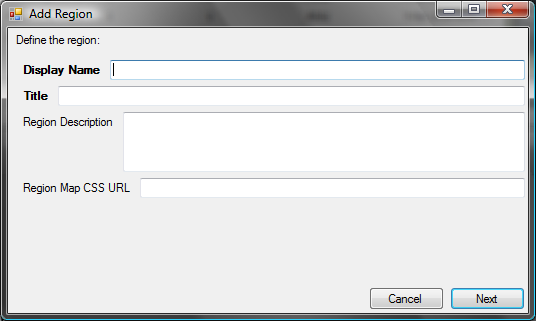 Add Region
Define the region:
Display Name
Title
Region Description
Region Map CSS URL
Cancel Next